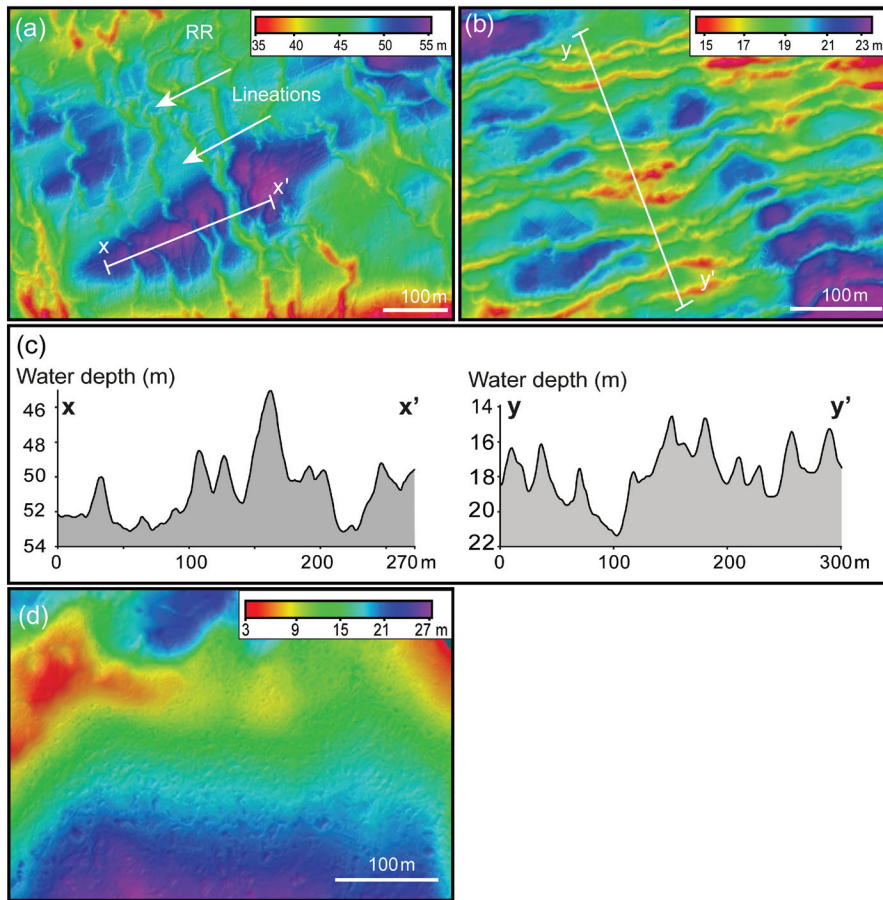 (a)
RR
35 40 45 50 55 m
Lineations
x
x'
100 m
(b)
15 17 19 21 23 m
y
y'
100 m
(c)
Water depth (m)
x x'
46
48
50
52
54
0 100 200 270 m
Water depth (m)
y y'
14
16
18
20
22
0 100 200 300 m
(d)
3 9 15 21 27 m
100 m